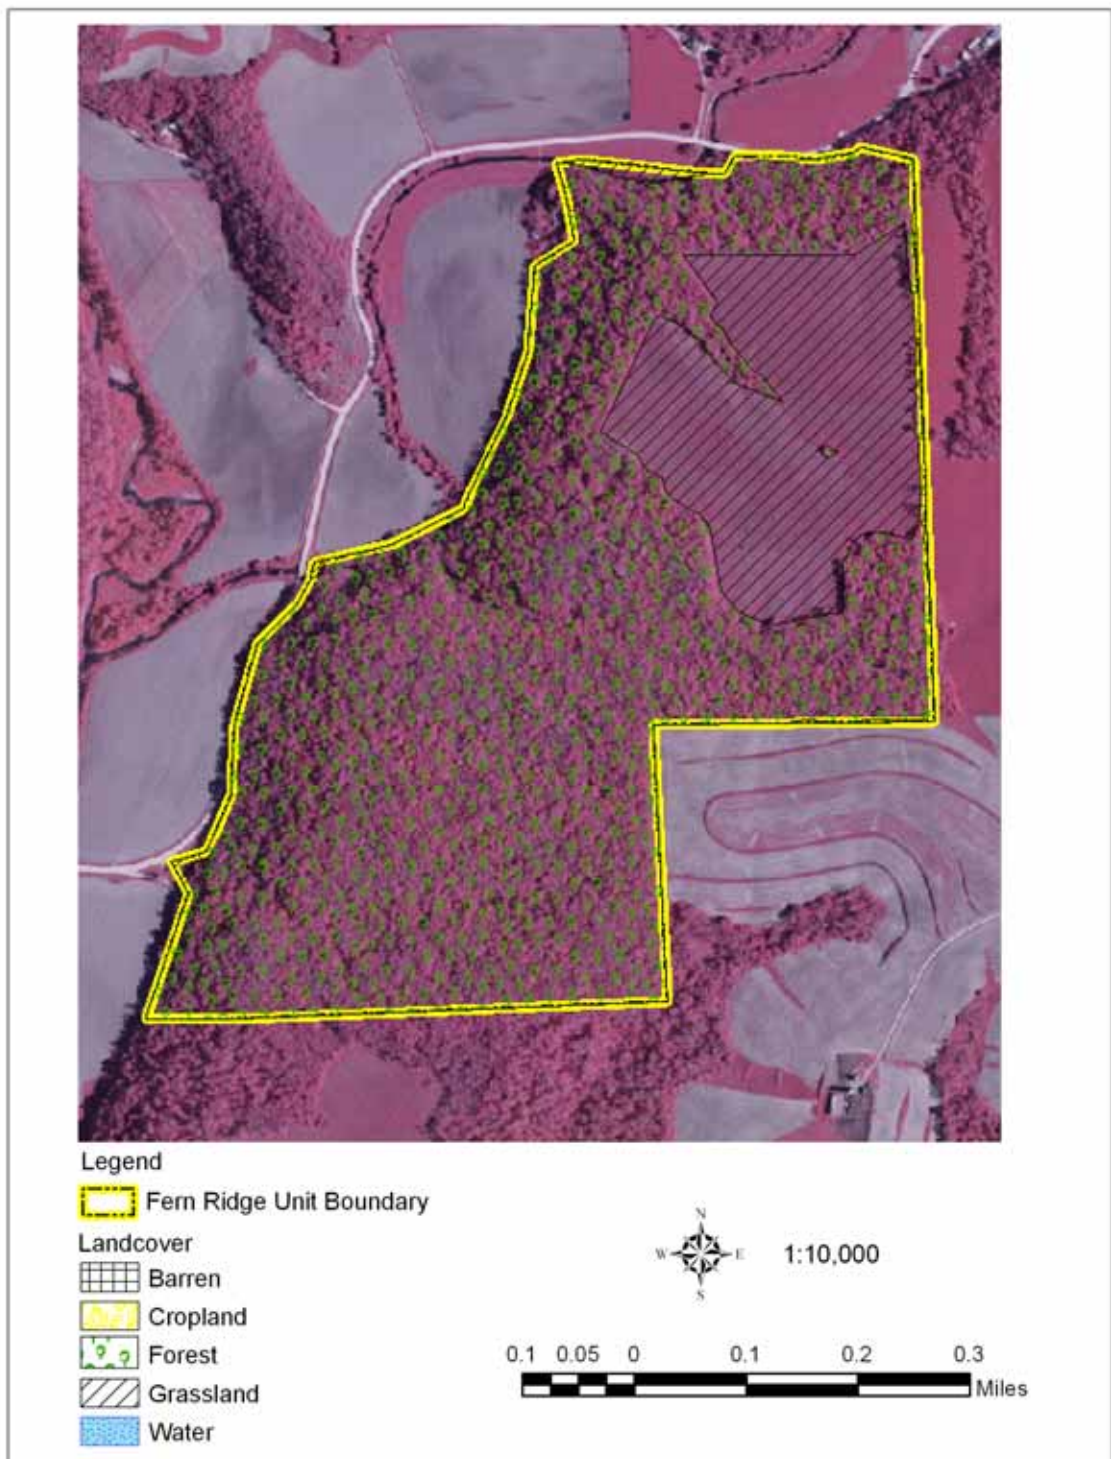 Legend
Fern Ridge Unit Boundary
Landcover
Barren
Cropland
Forest
Grassland
Water
N
W E
S
1:10,000
0.1 0.05 0 0.1 0.2 0.3
Miles